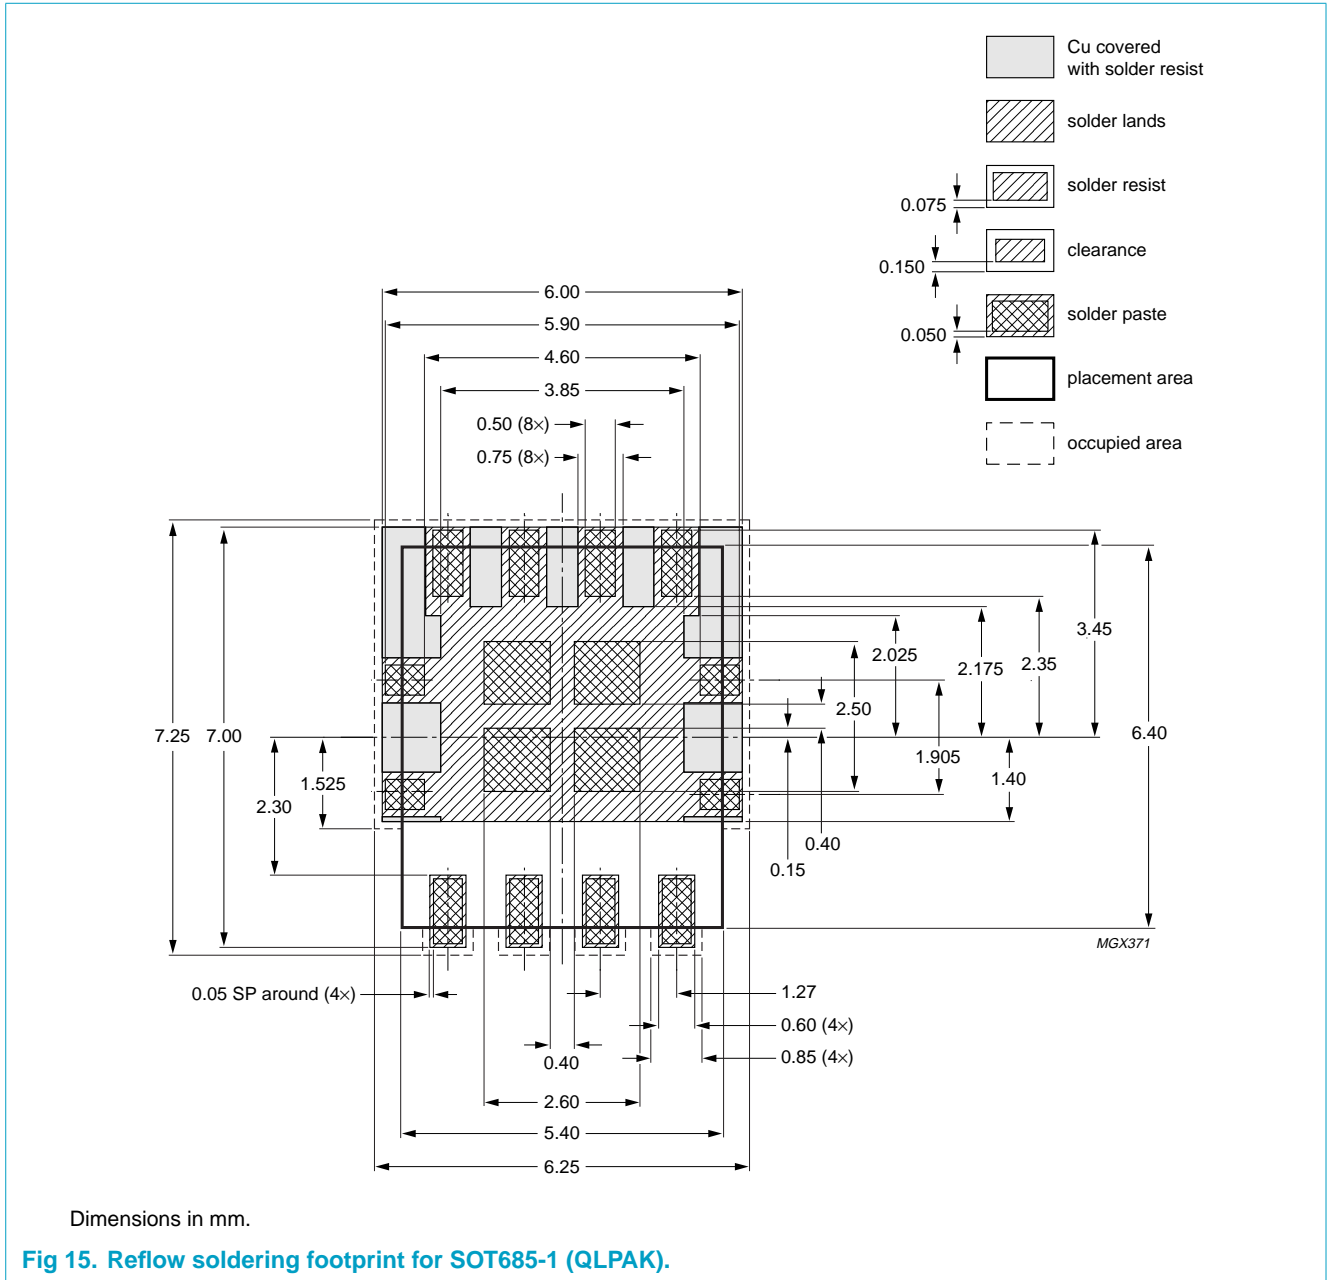 Cu covered
with solder resist
solder lands
solder resist
0.075
clearance
0.150
solder paste
0.050
placement area
occupied area
6.00
5.90
4.60
3.85
0.50 (8×)
0.75 (8×)
3.45
2.025
2.175
2.35
2.50
7.25
7.00
6.40
1.905
1.525
1.40
2.30
0.40
0.15
MGX371
0.05 SP around (4×)
1.27
0.60 (4×)
0.40
0.85 (4×)
2.60
5.40
6.25
Dimensions in mm.
Fig 15. Reflow soldering footprint for SOT685-1 (QLPAK).